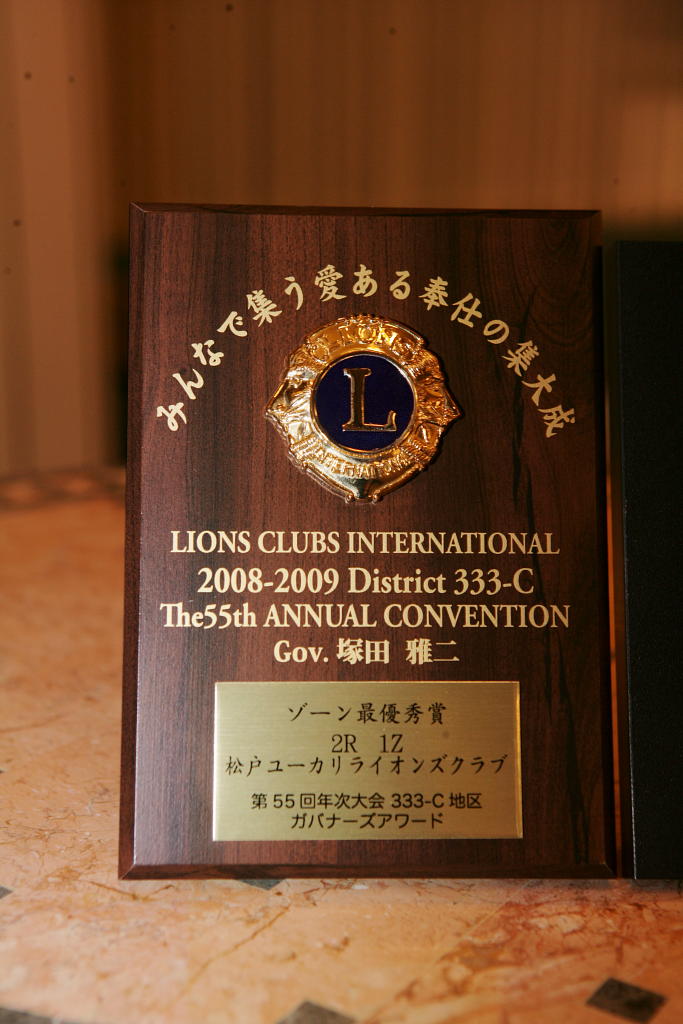 みんなで集う愛ある奉仕の集大成
LIONS
L
INTERNATIONAL
LIONS CLUBS INTERNATIONAL
2008-2009 District 333-C
The55th ANNUAL CONVENTION
Gov. 塚田 雅二
ゾーン最優秀賞
2R 1Z
松戸ユーカリライオンズクラブ
第55回年次大会 333-C 地区
ガバナーズアワード